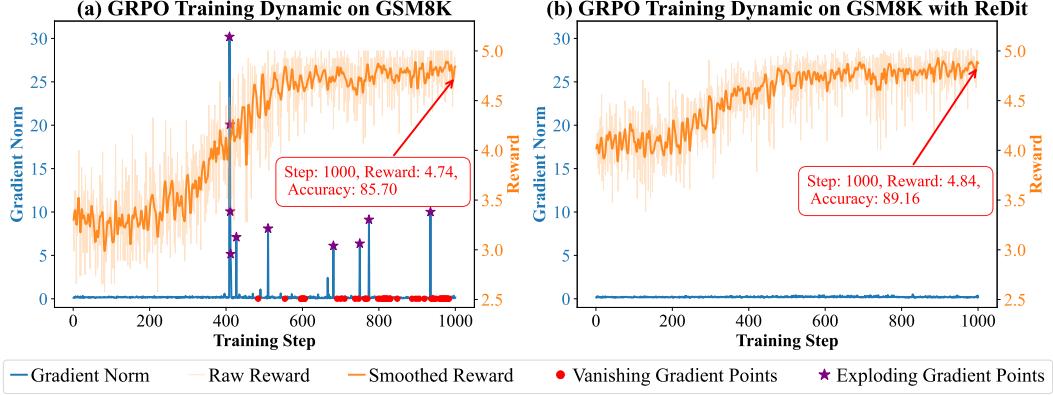 (a) GRPO Training Dynamic on GSM8K
(b) GRPO Training Dynamic on GSM8K with ReDit
30
25
20
15
10
5
0
Gradient Norm
5.0
4.5
4.0
3.5
3.0
2.5
Reward
Step: 1000, Reward: 4.74,
Accuracy: 85.70
0
200
400
600
800
1000
Training Step
30
25
20
15
10
5
0
Gradient Norm
5.0
4.5
4.0
3.5
3.0
2.5
Reward
Step: 1000, Reward: 4.84,
Accuracy: 89.16
0
200
400
600
800
1000
Training Step
Gradient Norm
Raw Reward
Smoothed Reward
Vanishing Gradient Points
Exploding Gradient Points